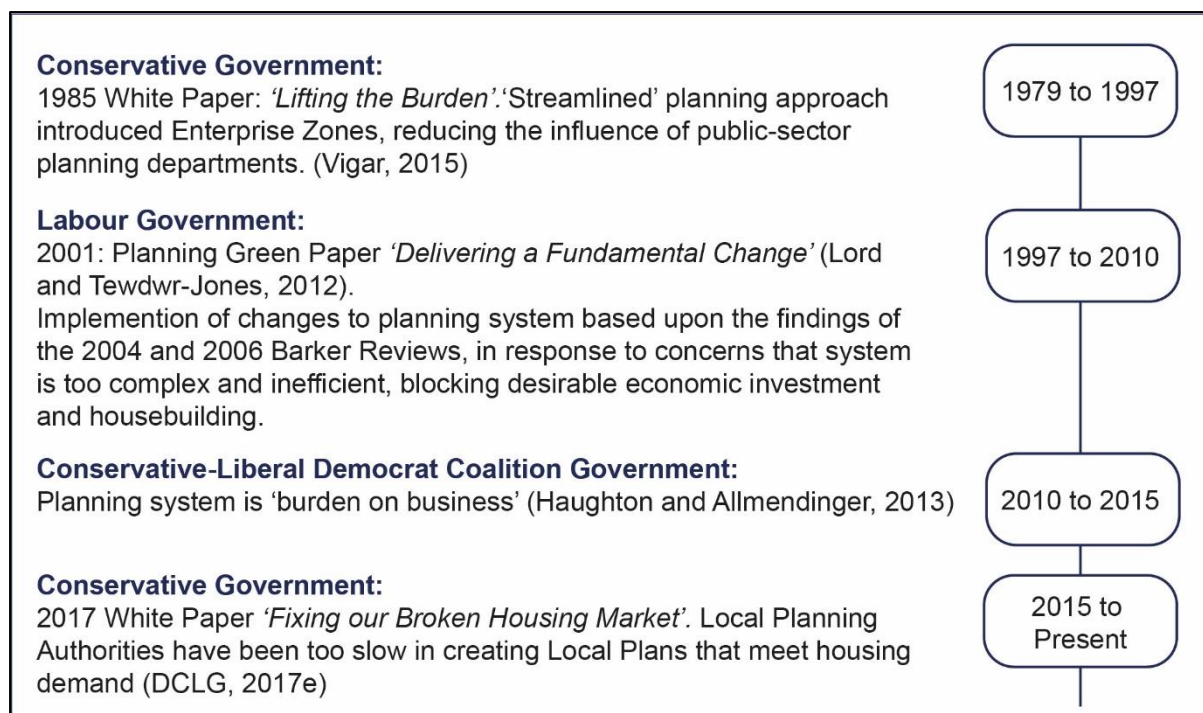 Conservative Government:
1985 White Paper: ‘Lifting the Burden’.‘Streamlined’ planning approach
introduced Enterprise Zones, reducing the influence of public-sector
planning departments. (Vigar, 2015)
1979 to 1997
Labour Government:
2001: Planning Green Paper ‘Delivering a Fundamental Change’ (Lord
and Tewdwr-Jones, 2012).
Implemention of changes to planning system based upon the findings of
the 2004 and 2006 Barker Reviews, in response to concerns that system
is too complex and inefficient, blocking desirable economic investment
and housebuilding.
1997 to 2010
Conservative-Liberal Democrat Coalition Government:
Planning system is ‘burden on business’ (Haughton and Allmendinger, 2013)
2010 to 2015
Conservative Government:
2017 White Paper ‘Fixing our Broken Housing Market’. Local Planning
Authorities have been too slow in creating Local Plans that meet housing
demand (DCLG, 2017e)
2015 to
Present